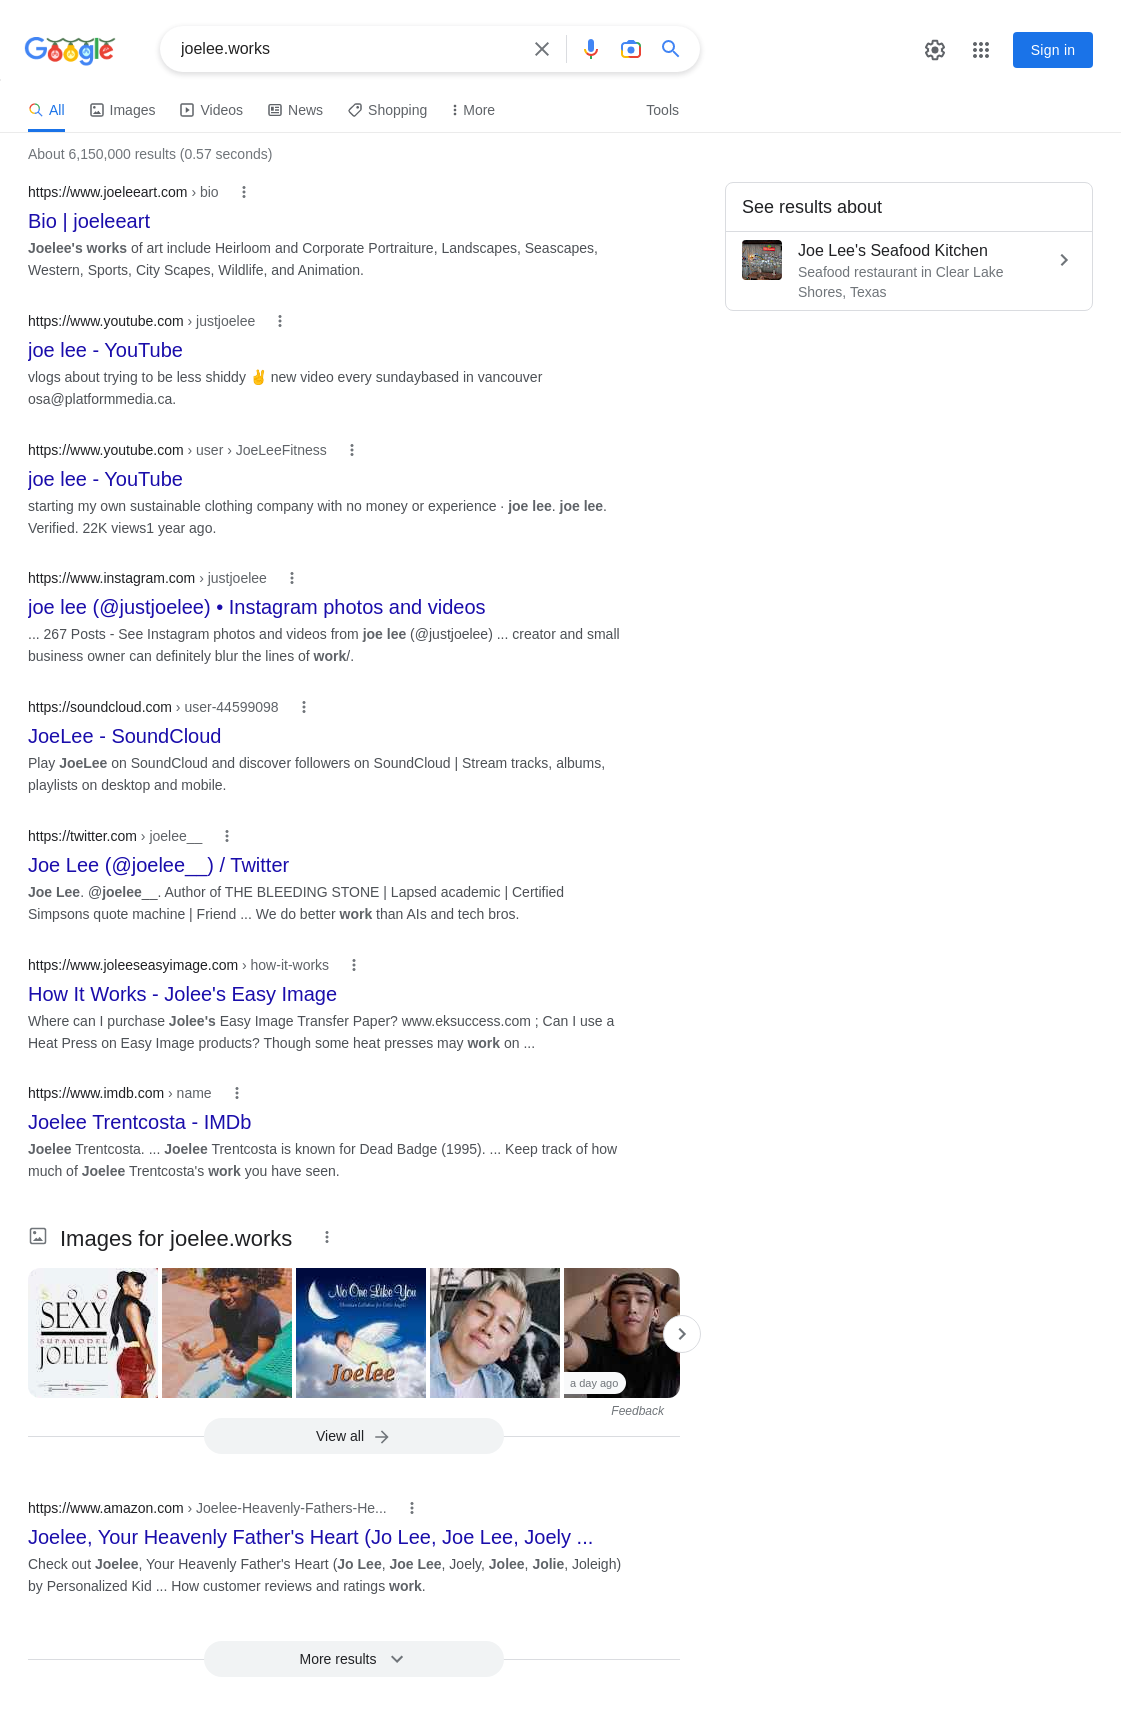 Google
joelee.works
Sign in
All
Images
Videos
News
Shopping
More
Tools
About 6,150,000 results (0.57 seconds)
https://www.joeleeart.com › bio
Bio | joeleeart
Joelee's works of art include Heirloom and Corporate Portraiture, Landscapes, Seascapes,
Western, Sports, City Scapes, Wildlife, and Animation.
See results about
Joe Lee's Seafood Kitchen
Seafood restaurant in Clear Lake
Shores, Texas
https://www.youtube.com › justjoelee
joe lee - YouTube
vlogs about trying to be less shiddy ✌ new video every sundaybased in vancouver
osa@platformmedia.ca.
https://www.youtube.com › user › JoeLeeFitness
joe lee - YouTube
starting my own sustainable clothing company with no money or experience · joe lee. joe lee.
Verified. 22K views1 year ago.
https://www.instagram.com › justjoelee
joe lee (@justjoelee) • Instagram photos and videos
... 267 Posts - See Instagram photos and videos from joe lee (@justjoelee) ... creator and small
business owner can definitely blur the lines of work/.
https://soundcloud.com › user-44599098
JoeLee - SoundCloud
Play JoeLee on SoundCloud and discover followers on SoundCloud | Stream tracks, albums,
playlists on desktop and mobile.
https://twitter.com › joelee__
Joe Lee (@joelee__) / Twitter
Joe Lee. @joelee__. Author of THE BLEEDING STONE | Lapsed academic | Certified
Simpsons quote machine | Friend ... We do better work than AIs and tech bros.
https://www.joleeseasyimage.com › how-it-works
How It Works - Jolee's Easy Image
Where can I purchase Jolee's Easy Image Transfer Paper? www.eksuccess.com ; Can I use a
Heat Press on Easy Image products? Though some heat presses may work on ...
https://www.imdb.com › name
Joelee Trentcosta - IMDb
Joelee Trentcosta. ... Joelee Trentcosta is known for Dead Badge (1995). ... Keep track of how
much of Joelee Trentcosta's work you have seen.
Images for joelee.works
SOO
SEXY
SUPAMODEL
JOELEE
No One Like You
Joelee
a day ago
Feedback
View all
https://www.amazon.com › Joelee-Heavenly-Fathers-He...
Joelee, Your Heavenly Father's Heart (Jo Lee, Joe Lee, Joely ...
Check out Joelee, Your Heavenly Father's Heart (Jo Lee, Joe Lee, Joely, Jolee, Jolie, Joleigh)
by Personalized Kid ... How customer reviews and ratings work.
More results